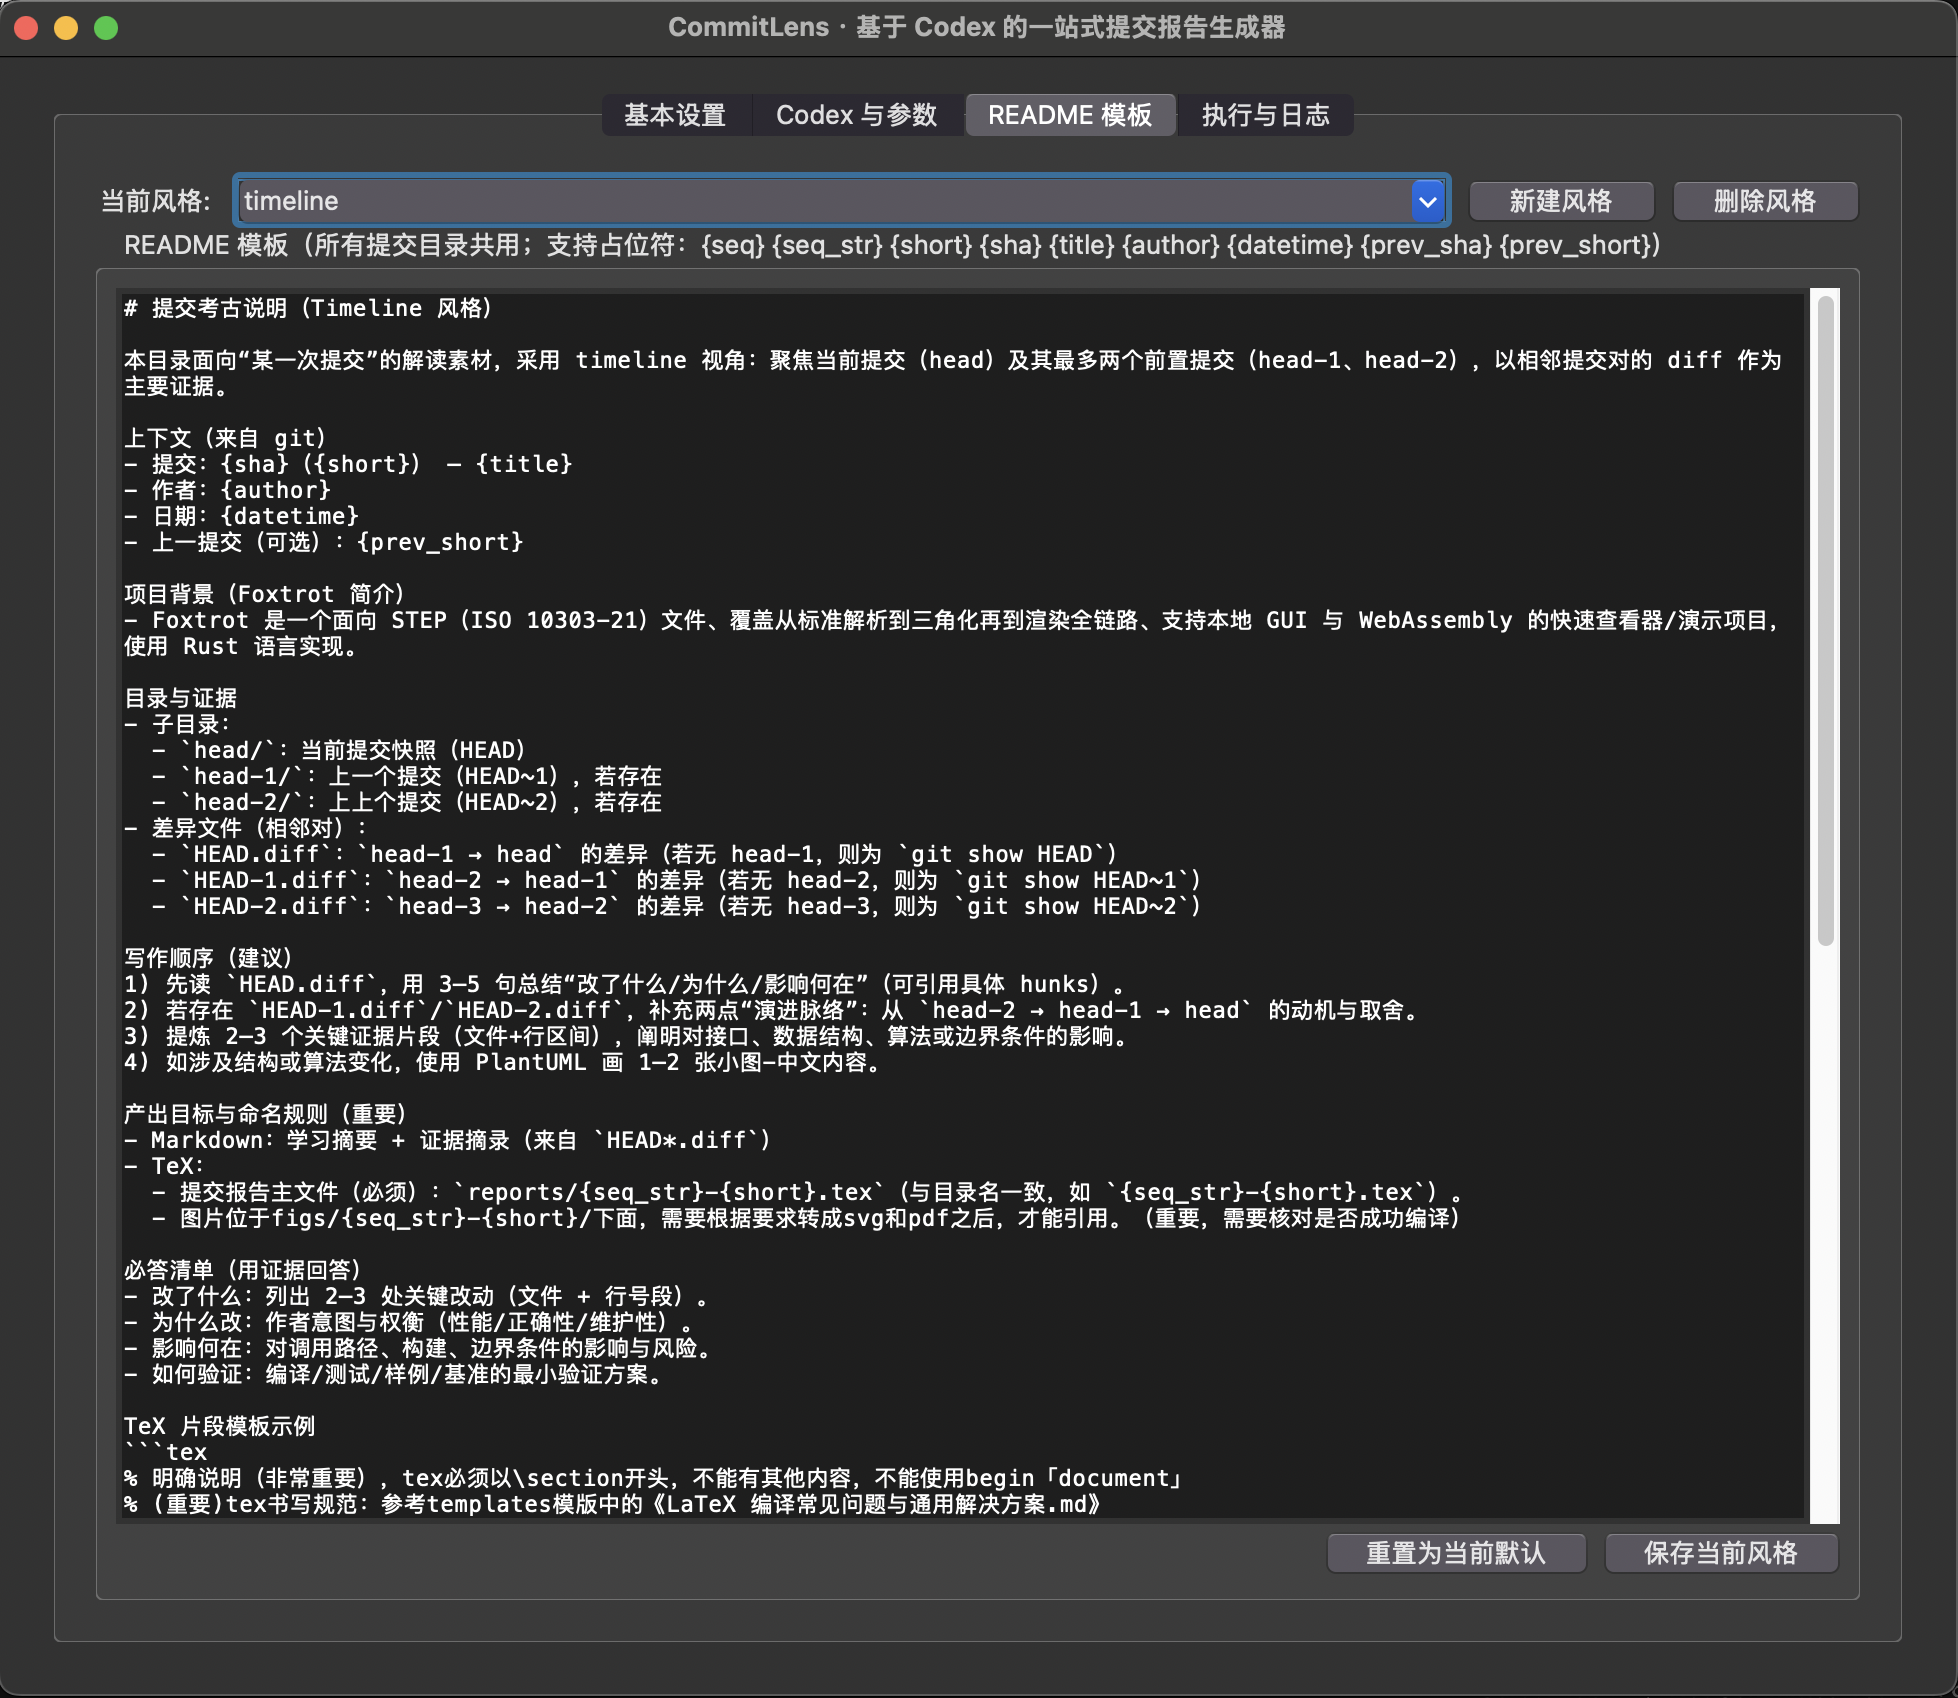 CommitLens · 基于 Codex 的一站式提交报告生成器
基本设置 Codex 与参数 README 模板 执行与日志
当前风格: timeline 新建风格 删除风格
README 模板（所有提交目录共用；支持占位符：{seq} {seq_str} {short} {sha} {title} {author} {datetime} {prev_sha} {prev_short}）
# 提交考古说明（Timeline 风格）
本目录面向“某一次提交”的解读素材，采用 timeline 视角：聚焦当前提交（head）及其最多两个前置提交（head-1、head-2），以相邻提交对的 diff 作为
主要证据。
上下文（来自 git）
- 提交：{sha}（{short}） — {title}
- 作者：{author}
- 日期：{datetime}
- 上一提交（可选）：{prev_short}
项目背景（Foxtrot 简介）
- Foxtrot 是一个面向 STEP（ISO 10303-21）文件、覆盖从标准解析到三角化再到渲染全链路、支持本地 GUI 与 WebAssembly 的快速查看器/演示项目，
使用 Rust 语言实现。
目录与证据
- 子目录：
  - `head/`：当前提交快照（HEAD）
  - `head-1/`：上一个提交（HEAD~1），若存在
  - `head-2/`：上上个提交（HEAD~2），若存在
- 差异文件（相邻对）：
  - `HEAD.diff`：`head-1 → head` 的差异（若无 head-1，则为 `git show HEAD`）
  - `HEAD-1.diff`：`head-2 → head-1` 的差异（若无 head-2，则为 `git show HEAD~1`）
  - `HEAD-2.diff`：`head-3 → head-2` 的差异（若无 head-3，则为 `git show HEAD~2`）
写作顺序（建议）
1) 先读 `HEAD.diff`，用 3–5 句总结“改了什么/为什么/影响何在”（可引用具体 hunks）。
2) 若存在 `HEAD-1.diff`/`HEAD-2.diff`，补充两点“演进脉络”：从 `head-2 → head-1 → head` 的动机与取舍。
3) 提炼 2–3 个关键证据片段（文件+行区间），阐明对接口、数据结构、算法或边界条件的影响。
4) 如涉及结构或算法变化，使用 PlantUML 画 1–2 张小图-中文内容。
产出目标与命名规则（重要）
- Markdown：学习摘要 + 证据摘录（来自 `HEAD*.diff`）
- TeX：
  - 提交报告主文件（必须）：`reports/{seq_str}-{short}.tex`（与目录名一致，如 `{seq_str}-{short}.tex`）。
  - 图片位于figs/{seq_str}-{short}/下面，需要根据要求转成svg和pdf之后，才能引用。（重要，需要核对是否成功编译）
必答清单（用证据回答）
- 改了什么：列出 2–3 处关键改动（文件 + 行号段）。
- 为什么改：作者意图与权衡（性能/正确性/维护性）。
- 影响何在：对调用路径、构建、边界条件的影响与风险。
- 如何验证：编译/测试/样例/基准的最小验证方案。
TeX 片段模板示例
```tex
% 明确说明（非常重要），tex必须以\section开头，不能有其他内容，不能使用begin「document」
% (重要)tex书写规范：参考templates模版中的《LaTeX 编译常见问题与通用解决方案.md》
重置为当前默认 保存当前风格